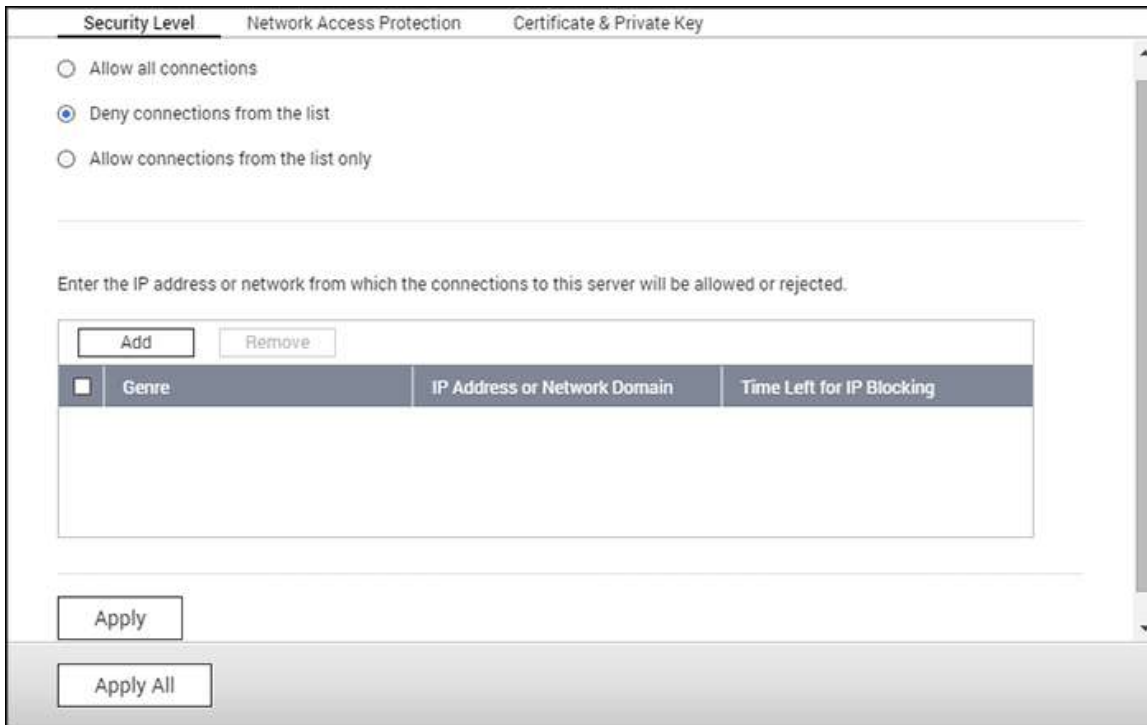 Security Level Network Access Protection Certificate & Private Key
Allow all connections
Deny connections from the list
Allow connections from the list only
Enter the IP address or network from which the connections to this server will be allowed or rejected.
Add Remove
Genre IP Address or Network Domain Time Left for IP Blocking
Apply
Apply All